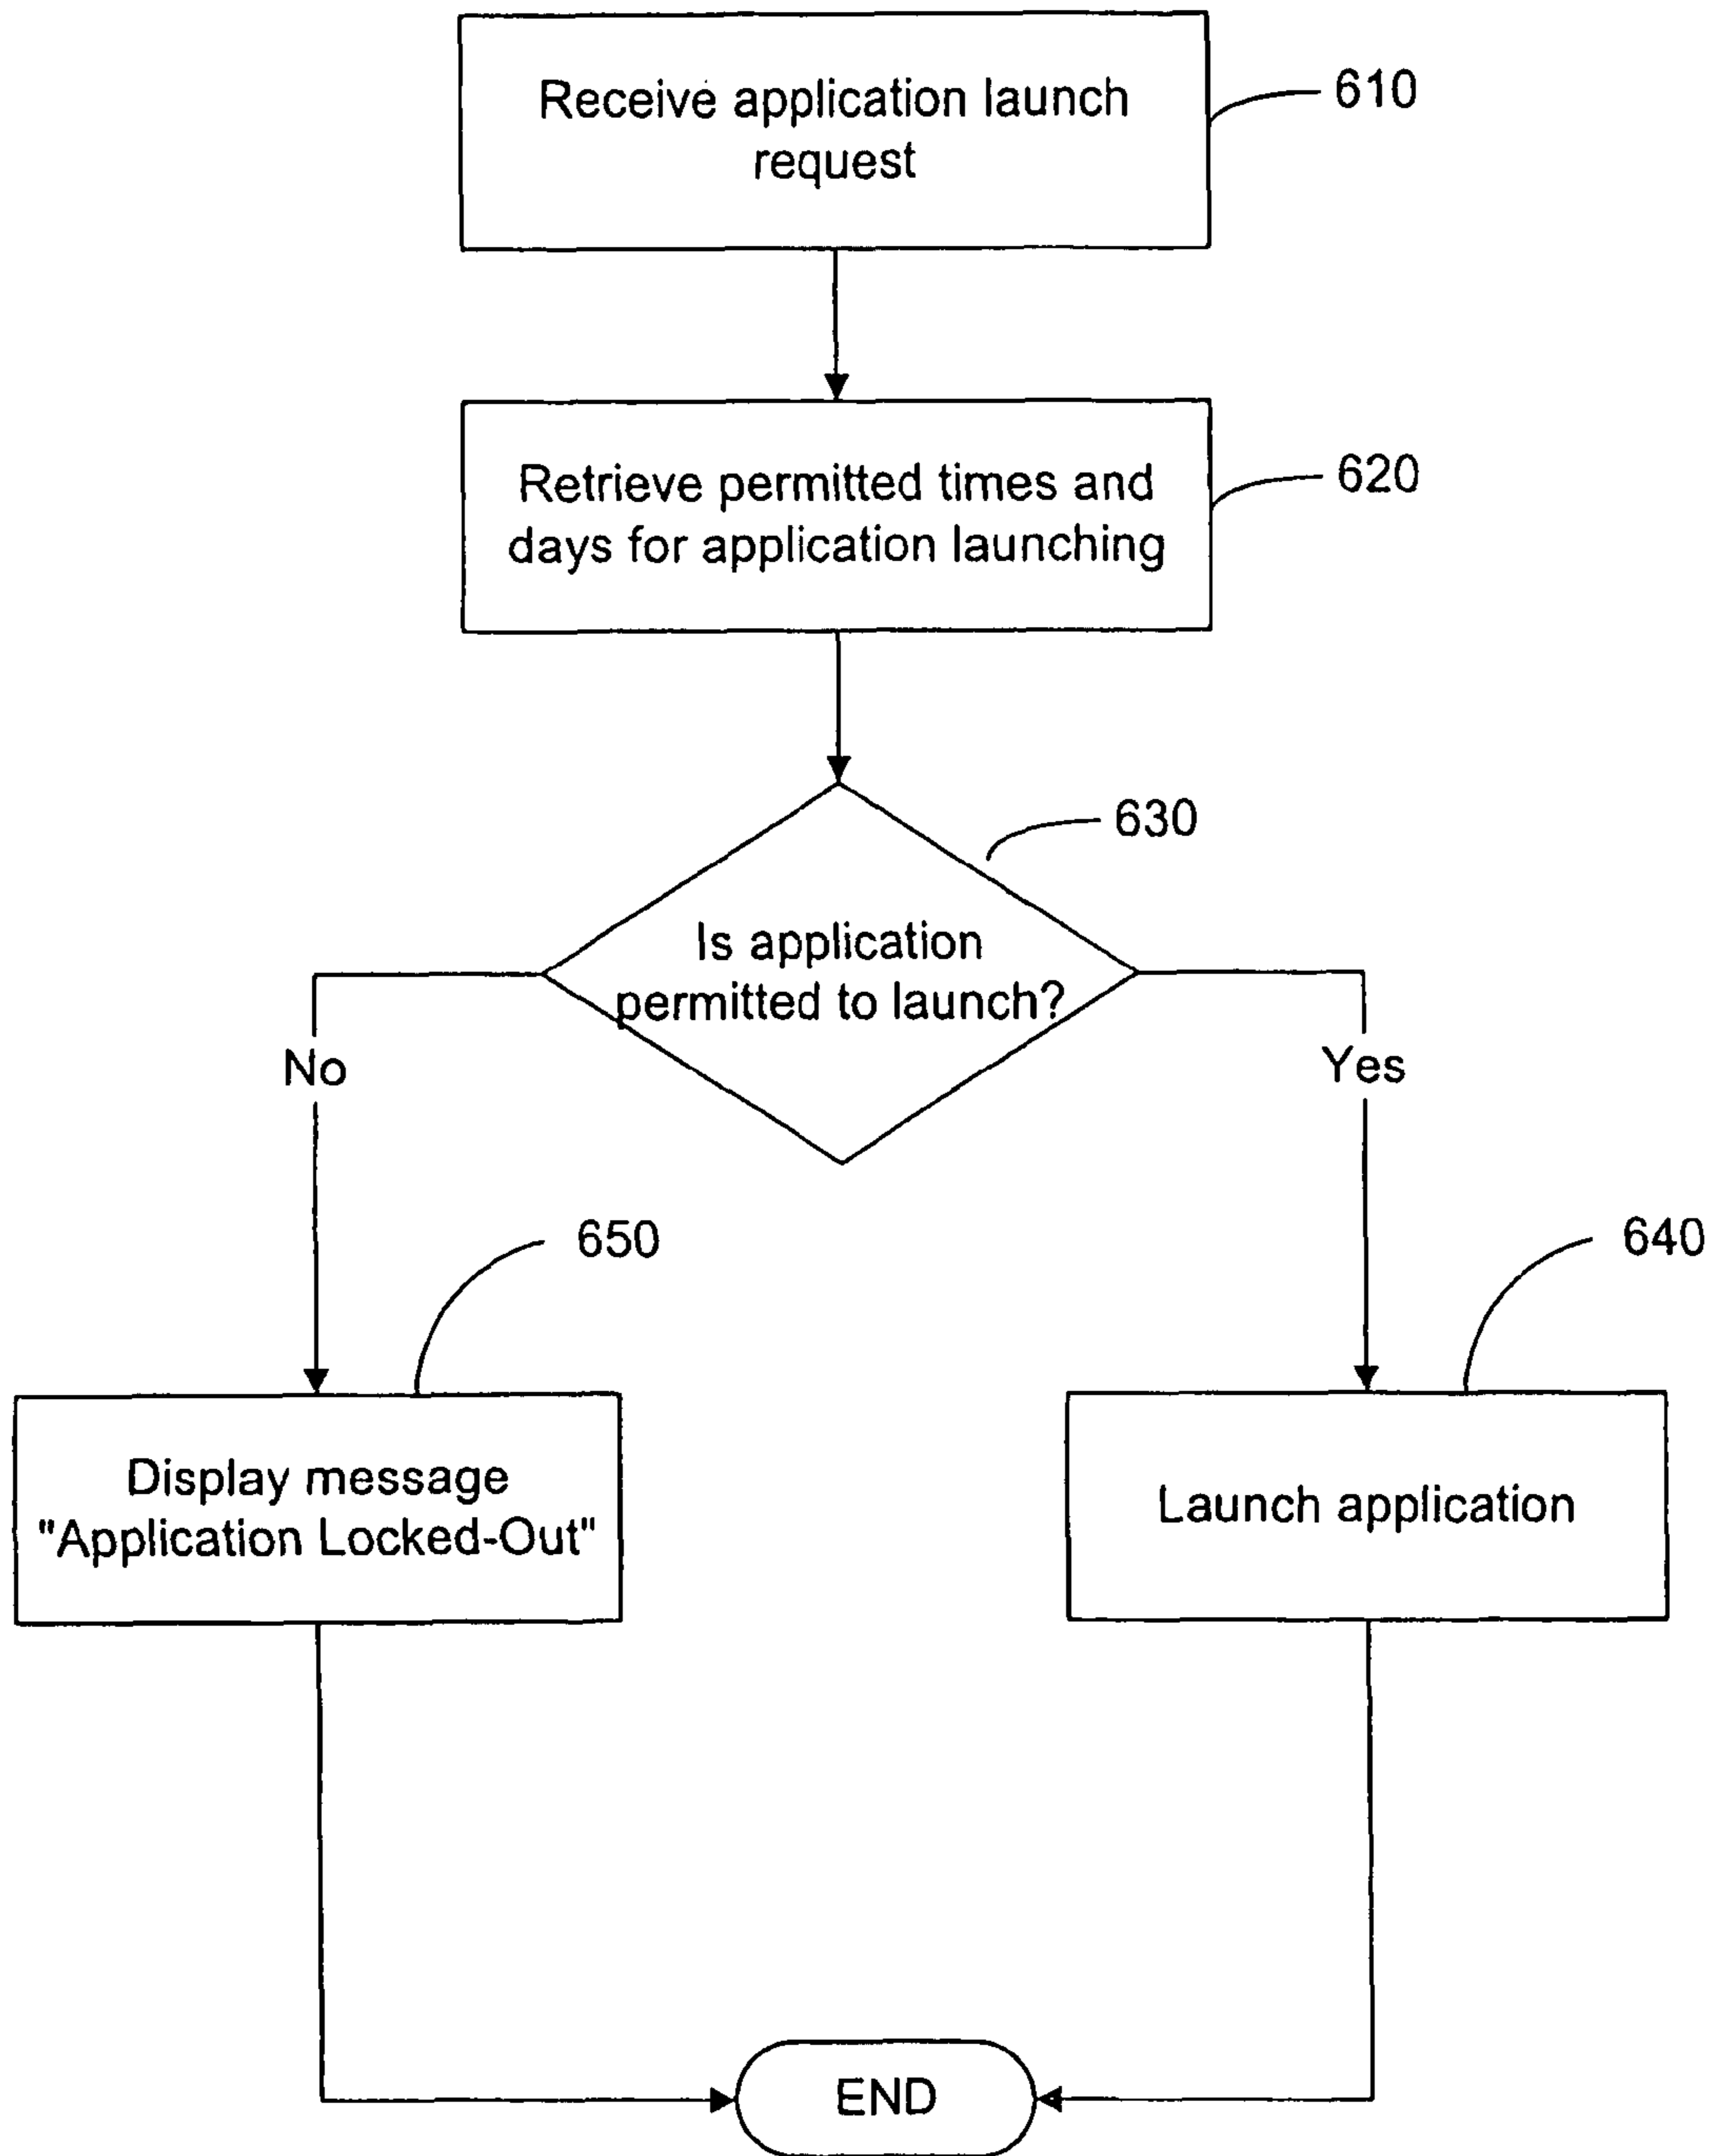 Receive application launch
request
610
Retrieve permitted times and
days for application launching
620
630
Is application
permitted to launch?
No
Yes
650
640
Display message
"Application Locked-Out"
Launch application
END